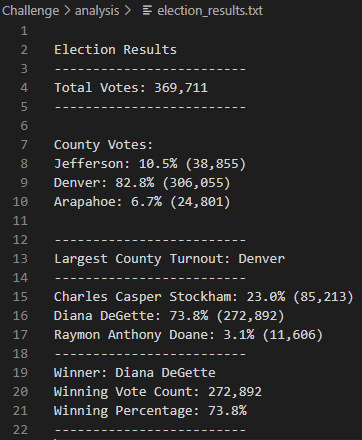 Challenge > analysis > election_results.txt
1
2 Election Results
3 -------------------------
4 Total Votes: 369,711
5 -------------------------
6
7 County Votes:
8 Jefferson: 10.5% (38,855)
9 Denver: 82.8% (306,055)
10 Arapahoe: 6.7% (24,801)
11
12 -------------------------
13 Largest County Turnout: Denver
14 -------------------------
15 Charles Casper Stockham: 23.0% (85,213)
16 Diana DeGette: 73.8% (272,892)
17 Raymon Anthony Doane: 3.1% (11,606)
18 -------------------------
19 Winner: Diana DeGette
20 Winning Vote Count: 272,892
21 Winning Percentage: 73.8%
22 -------------------------